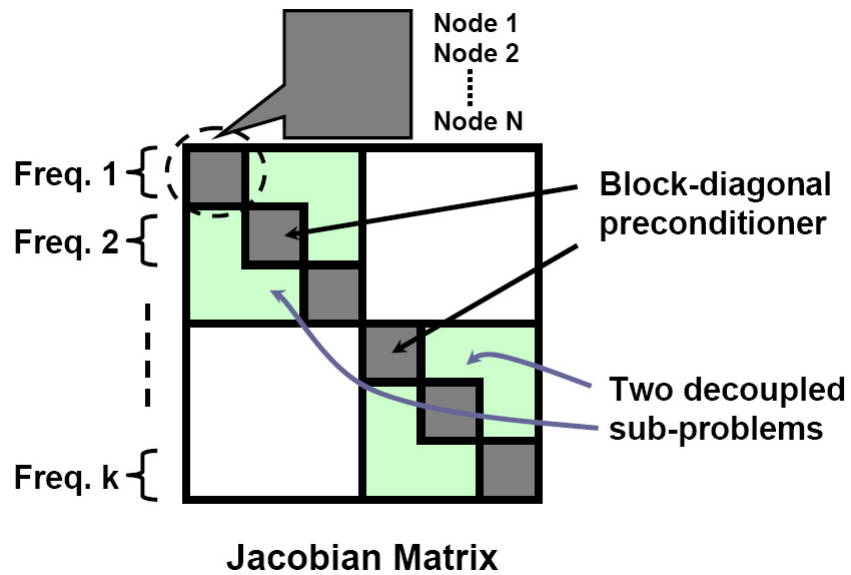 Node 1
Node 2
Node N
Freq. 1
Freq. 2
Freq. k
Block-diagonal
preconditioner
Two decoupled
sub-problems
Jacobian Matrix